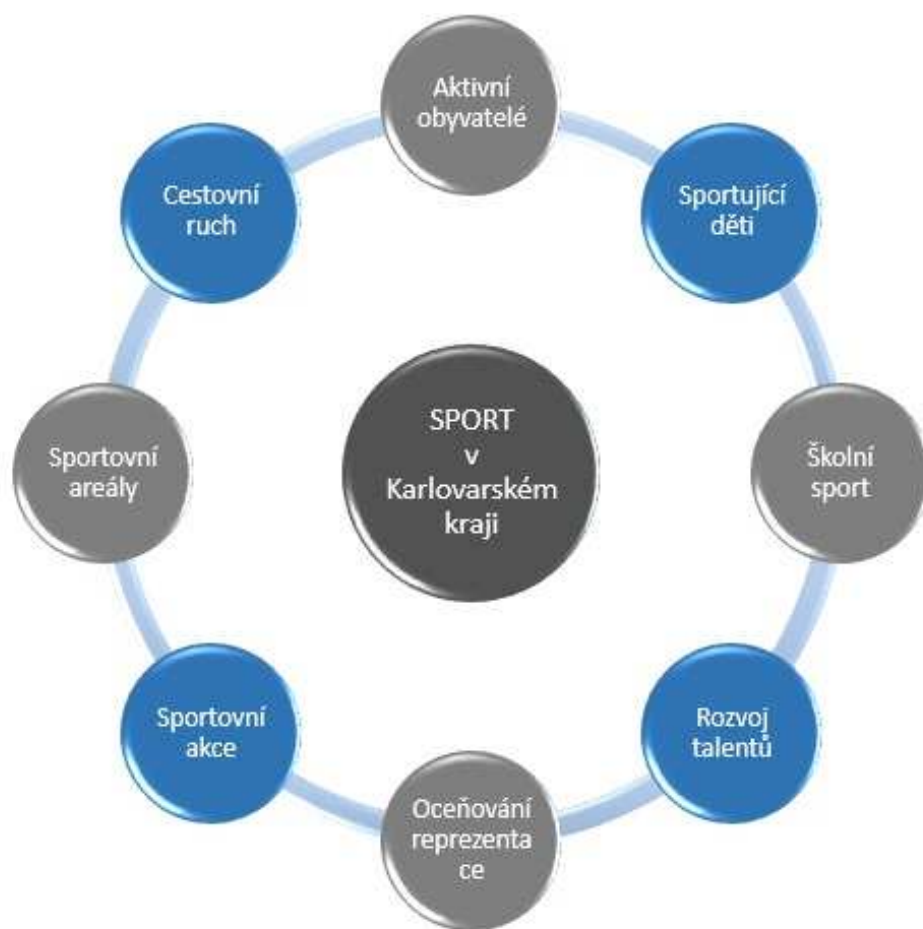 Aktivní
obyvatelé
Sportující
děti
Školní
sport
Rozvoj
talentů
Oceňování
reprezenta
ce
Sportovní
akce
Sportovní
areály
Cestovní
ruch
SPORT
v
Karlovarském
kraji